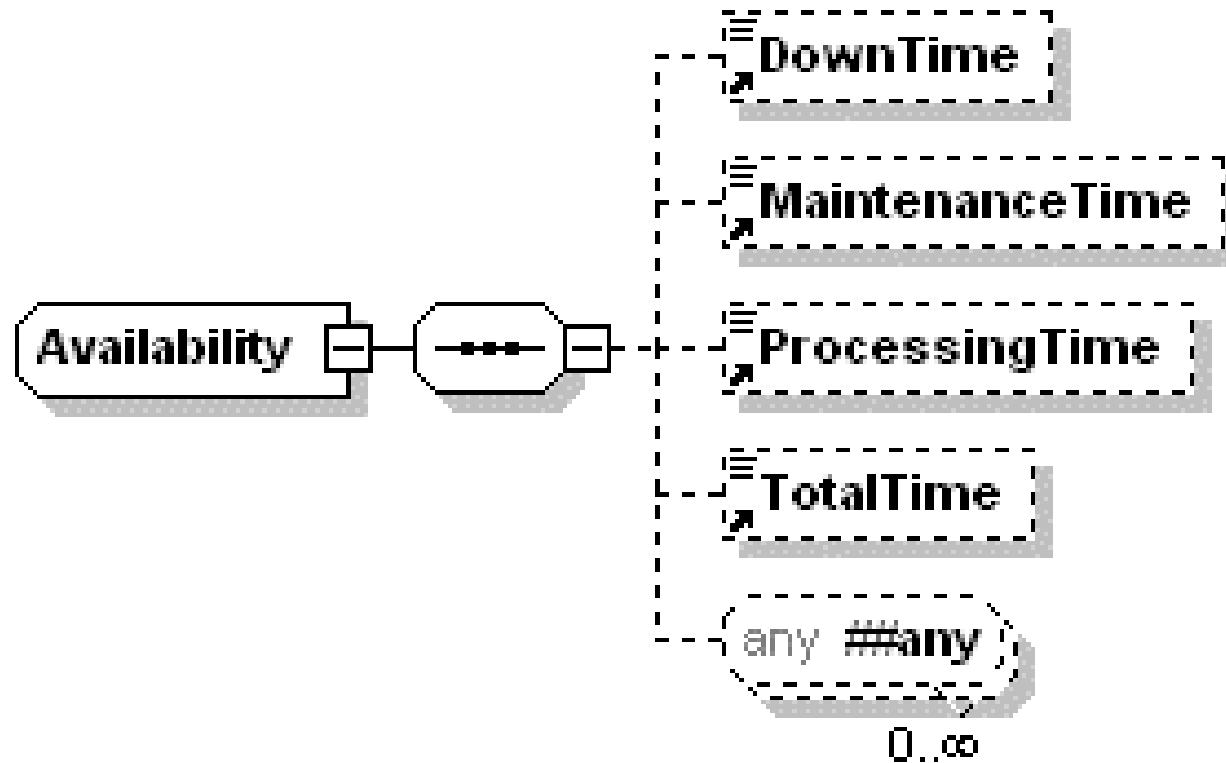 DownTime
MaintenanceTime
Availability
ProcessingTime
TotalTime
any ##any
0..∞